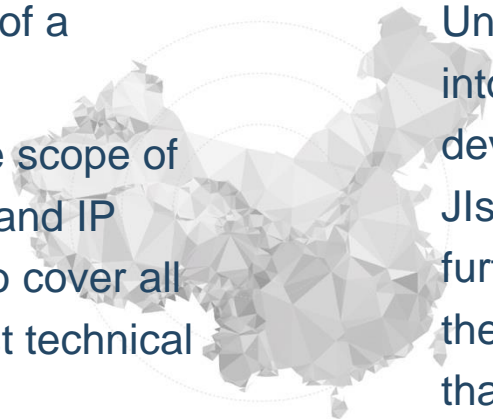 of a
e scope of
and IP
o cover all
t technical
Un
into
dev
JIs
furt
the
tha